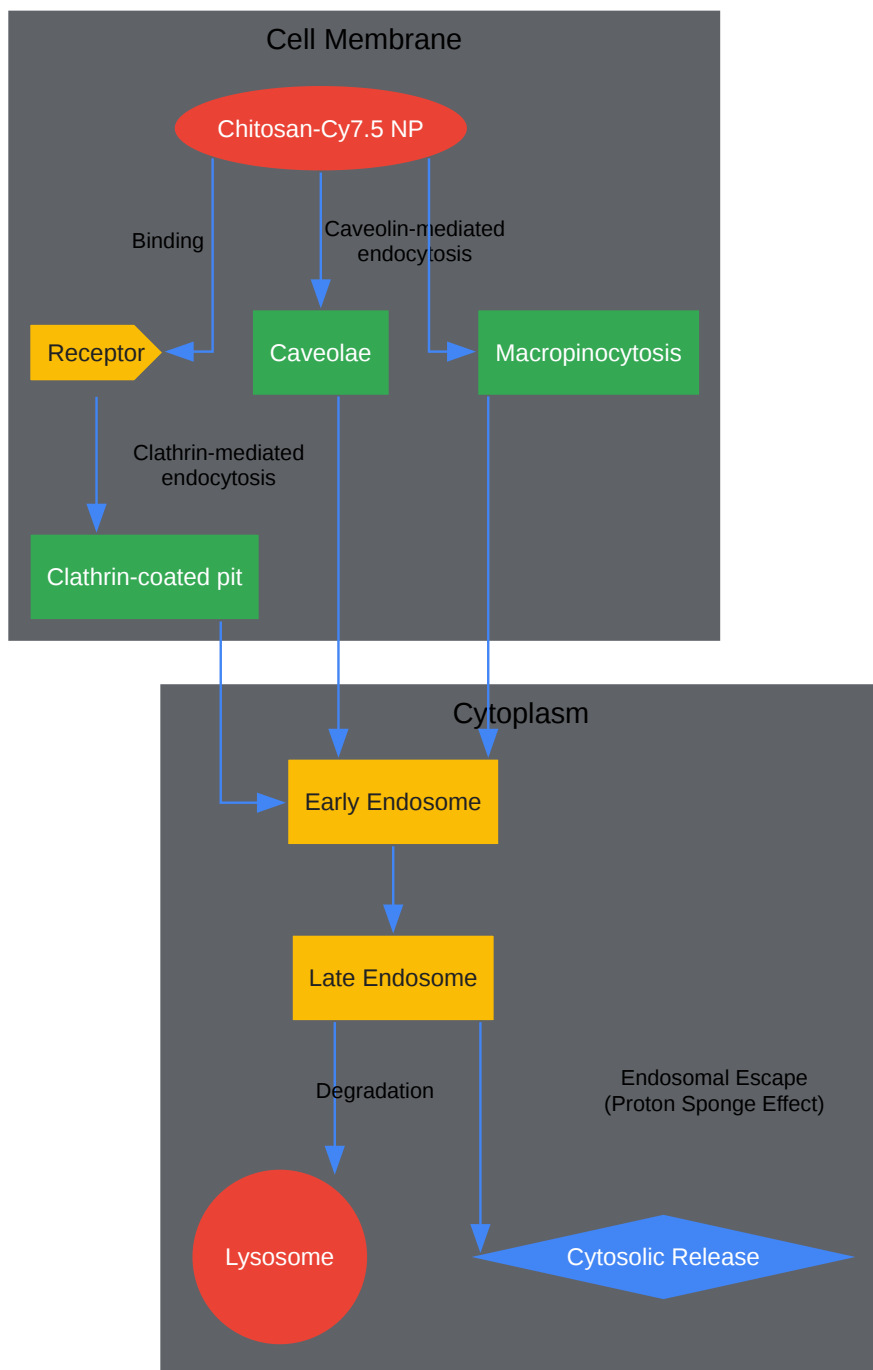 Cell Membrane
Chitosan-Cy7.5 NP
Binding
Caveolin-mediated
endocytosis
Receptor
Caveolae
Macropinocytosis
Clathrin-mediated
endocytosis
Clathrin-coated pit
Cytoplasm
Early Endosome
Late Endosome
Degradation
Endosomal Escape
(Proton Sponge Effect)
Lysosome
Cytosolic Release